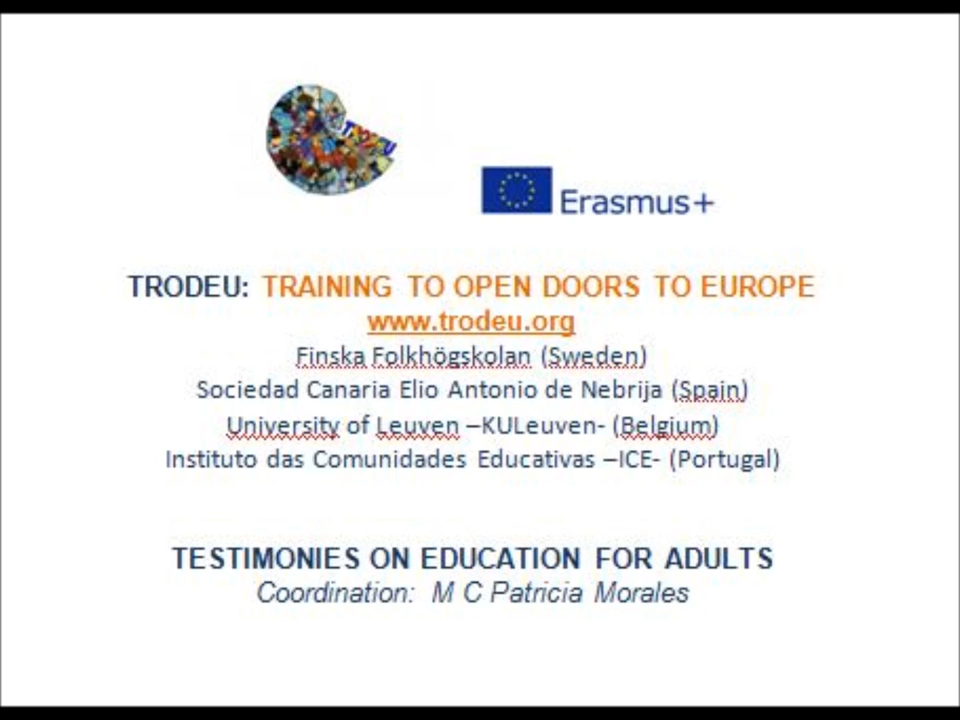 TRODEU
Erasmus+
TRODEU: TRAINING TO OPEN DOORS TO EUROPE
www.trodeu.org
Finska Folkhögskolan (Sweden)
Sociedad Canaria Elio Antonio de Nebrija (Spain)
University of Leuven –KULeuven- (Belgium)
Instituto das Comunidades Educativas –ICE- (Portugal)
TESTIMONIES ON EDUCATION FOR ADULTS
Coordination: M C Patricia Morales